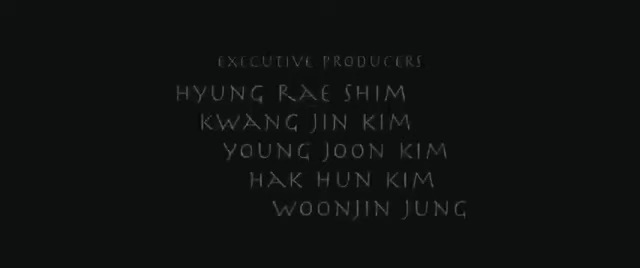 EXECUTIVE PRODUCERS
HYUNG RAE SHIM
KWANG JIN KIM
YOUNG JOON KIM
HAK HUN KIM
WOONJIN JUNG